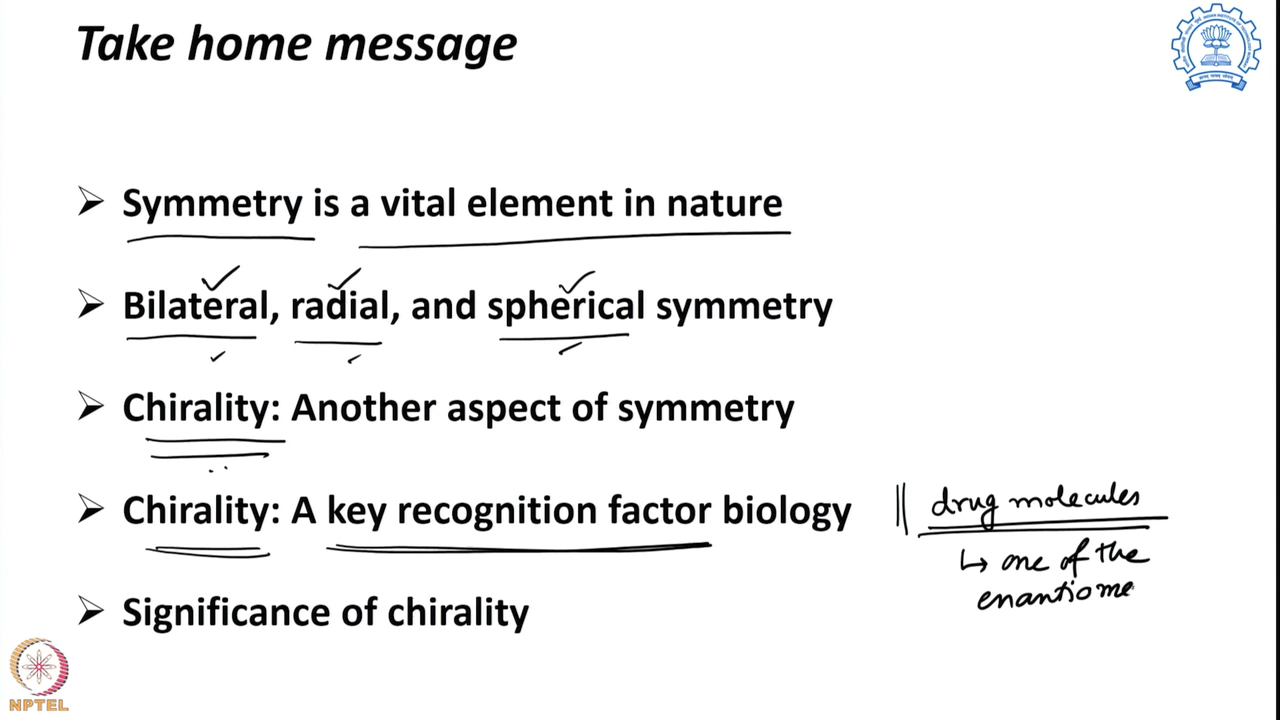 Take home message
➢ Symmetry is a vital element in nature
➢ Bilateral, radial, and spherical symmetry
➢ Chirality: Another aspect of symmetry
➢ Chirality: A key recognition factor biology
|| drug molecules
↳ one of the
enantiome
➢ Significance of chirality
NPTEL